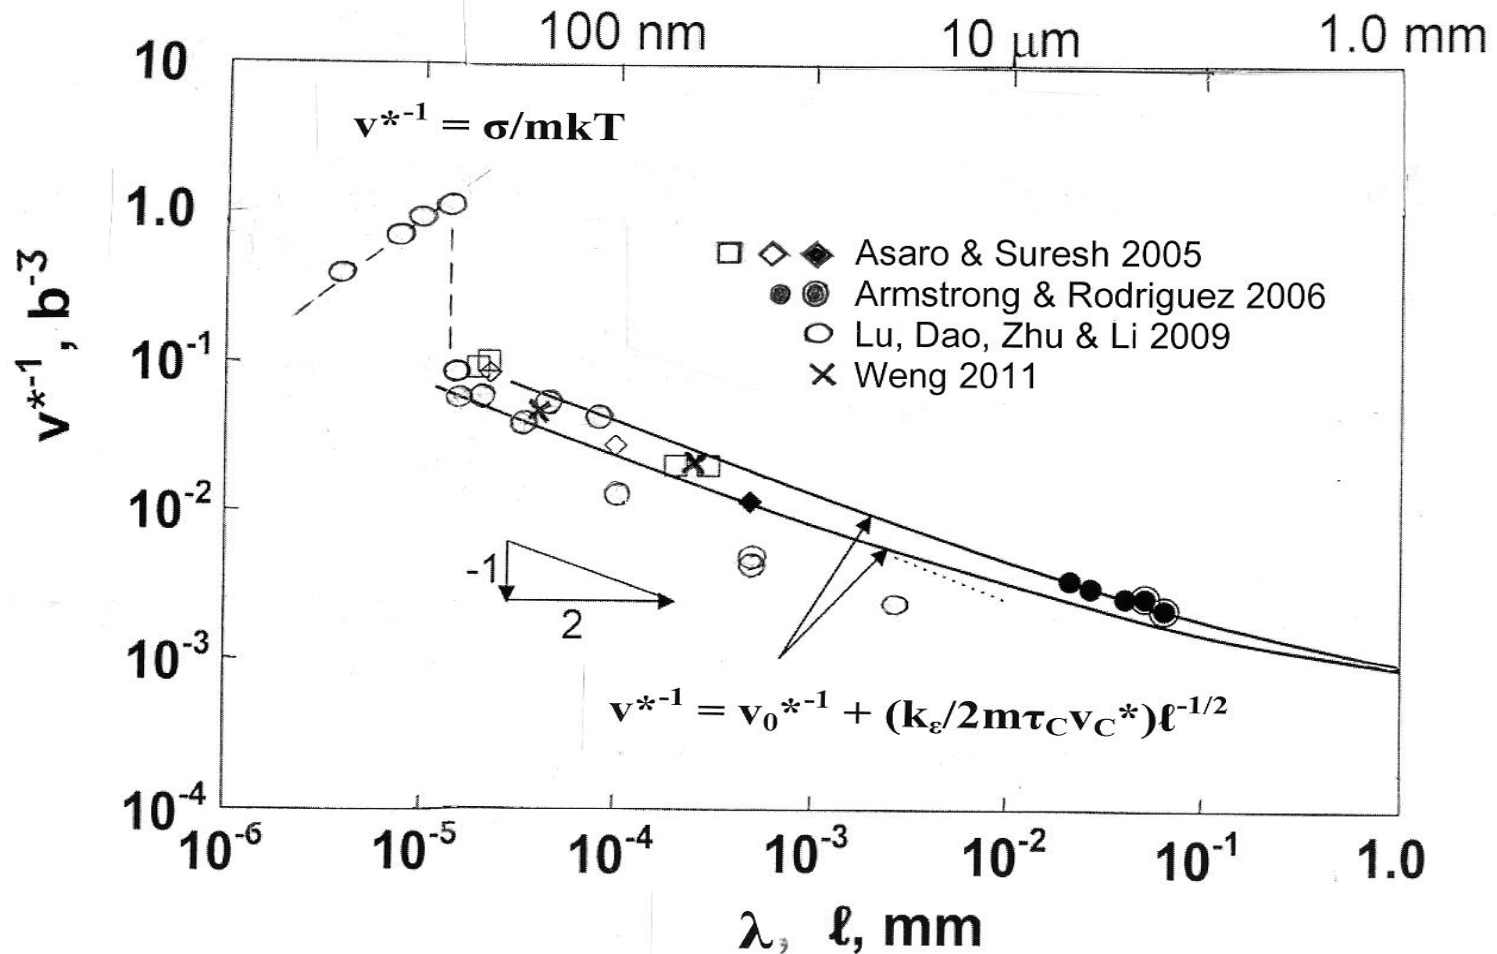 100 nm 10 μm 1.0 mm
10
v*⁻¹ = σ/mkT
1.0
Asaro & Suresh 2005
Armstrong & Rodriguez 2006
Lu, Dao, Zhu & Li 2009
Weng 2011
10⁻¹
v*⁻¹, b⁻³
10⁻²
-1
2
10⁻³
v*⁻¹ = v₀*⁻¹ + (kε/2mτCvC*)ℓ⁻¹/²
10⁻⁴
10⁻⁶ 10⁻⁵ 10⁻⁴ 10⁻³ 10⁻² 10⁻¹ 1.0
λ, ℓ, mm